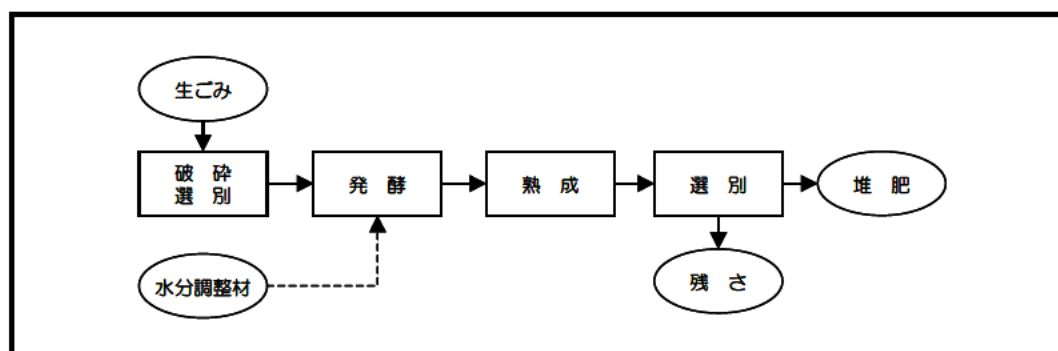 生ごみ
破 砕
選 別
発 酵
熟 成
選 別
堆 肥
水分調整材
残 さ